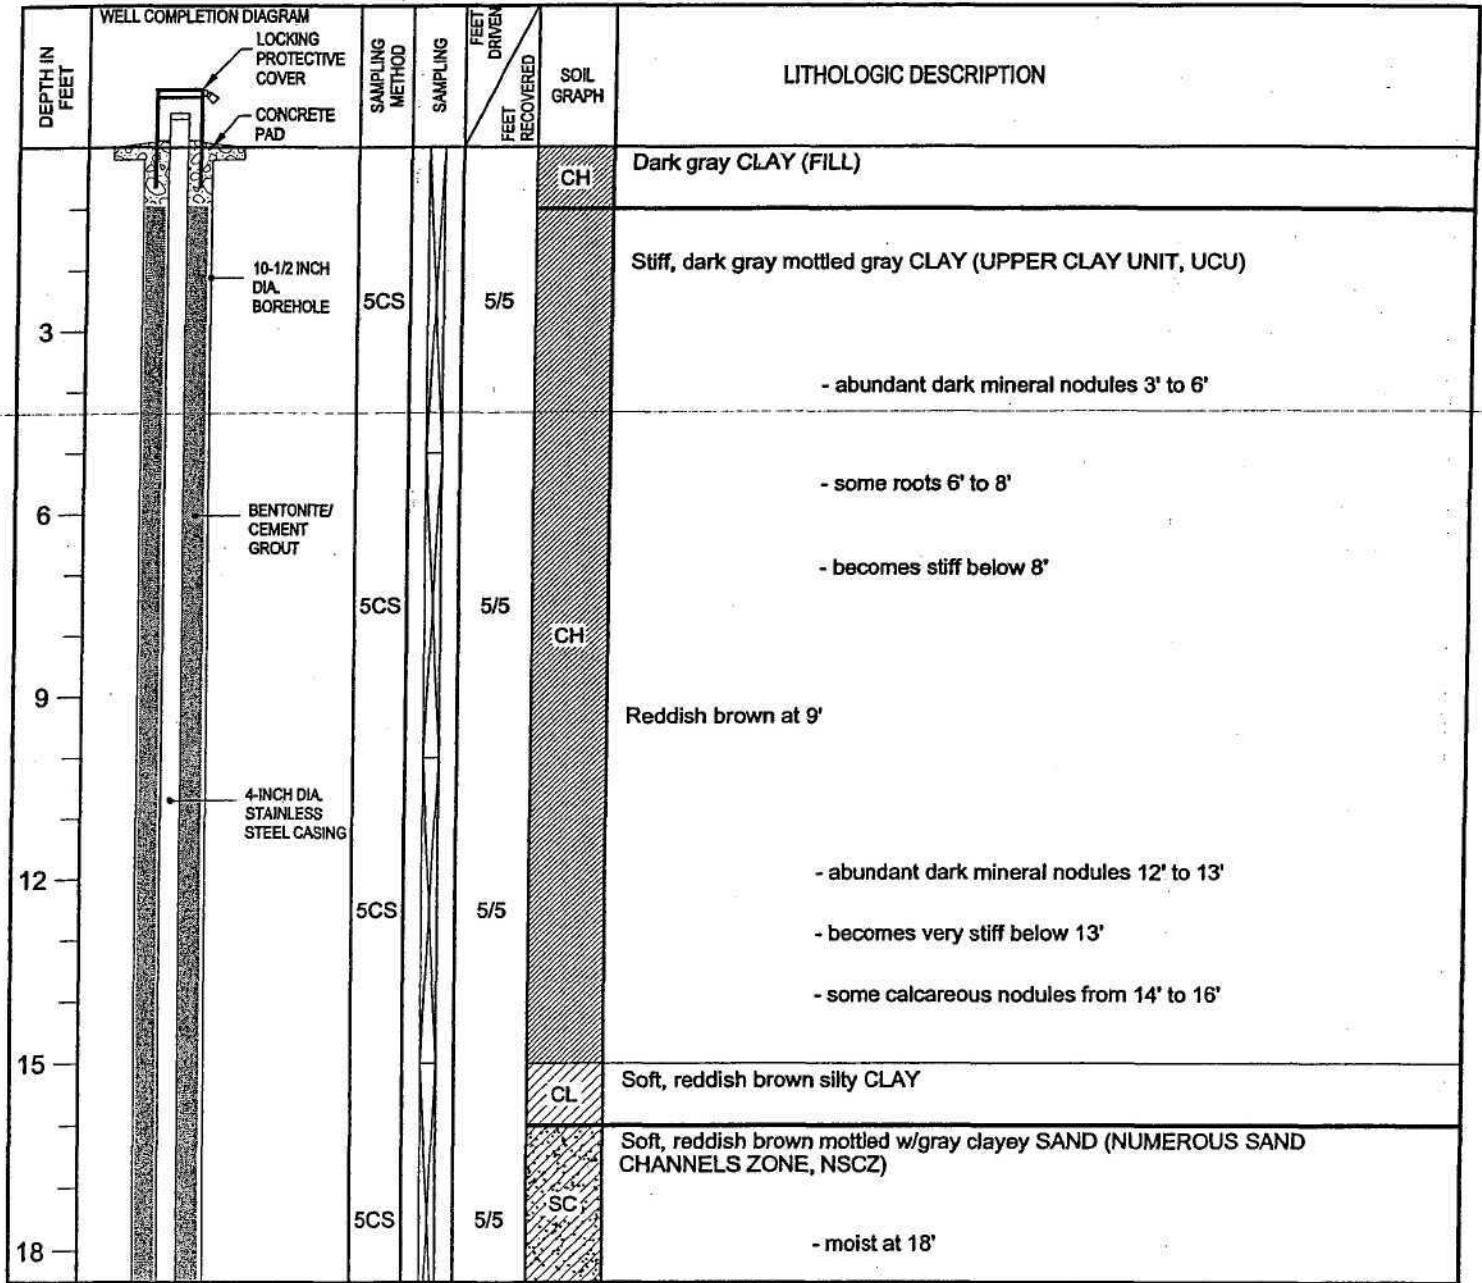 WELL COMPLETION DIAGRAM
DEPTH IN
FEET
LOCKING
PROTECTIVE
COVER
CONCRETE
PAD
SAMPLING
METHOD
SAMPLING
FEET
DRIVEN
FEET
RECOVERED
SOIL
GRAPH
LITHOLOGIC DESCRIPTION
CH
Dark gray CLAY (FILL)
Stiff, dark gray mottled gray CLAY (UPPER CLAY UNIT, UCU)
10-1/2 INCH
DIA.
BOREHOLE
5CS
5/5
3
- abundant dark mineral nodules 3' to 6'
- some roots 6' to 8'
6
BENTONITE/
CEMENT
GROUT
- becomes stiff below 8'
5CS
5/5
CH
9
Reddish brown at 9'
4-INCH DIA.
STAINLESS
STEEL CASING
12
- abundant dark mineral nodules 12' to 13'
5CS
5/5
- becomes very stiff below 13'
- some calcareous nodules from 14' to 16'
15
CL
Soft, reddish brown silty CLAY
Soft, reddish brown mottled w/gray clayey SAND (NUMEROUS SAND
CHANNELS ZONE, NSCZ)
SC
5CS
5/5
- moist at 18'
18